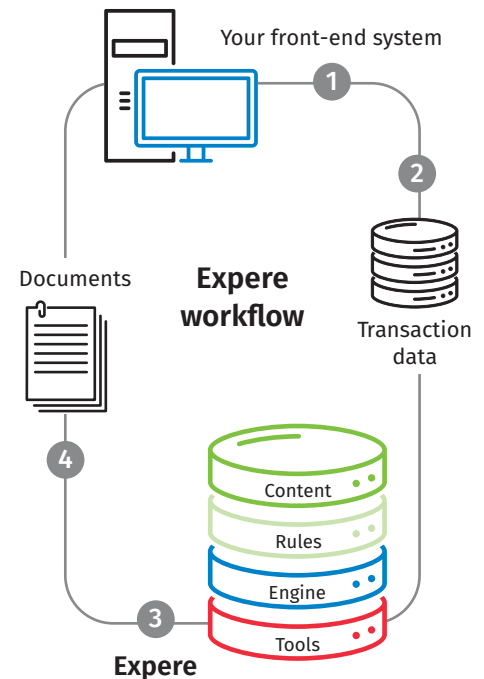 Your front-end system
1
2
Documents
Expere
workflow
Transaction
data
4
Content
Rules
Engine
Tools
3
Expere